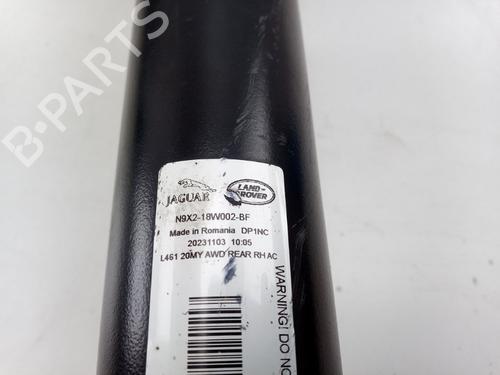 B-PARTS
JAGUAR
LAND-
ROVER
N9X2-18W002-BF
Made in Romania DP1NC
20231103 10:05
L461 20MY AWD REAR RH AC
WARNING! DO NO